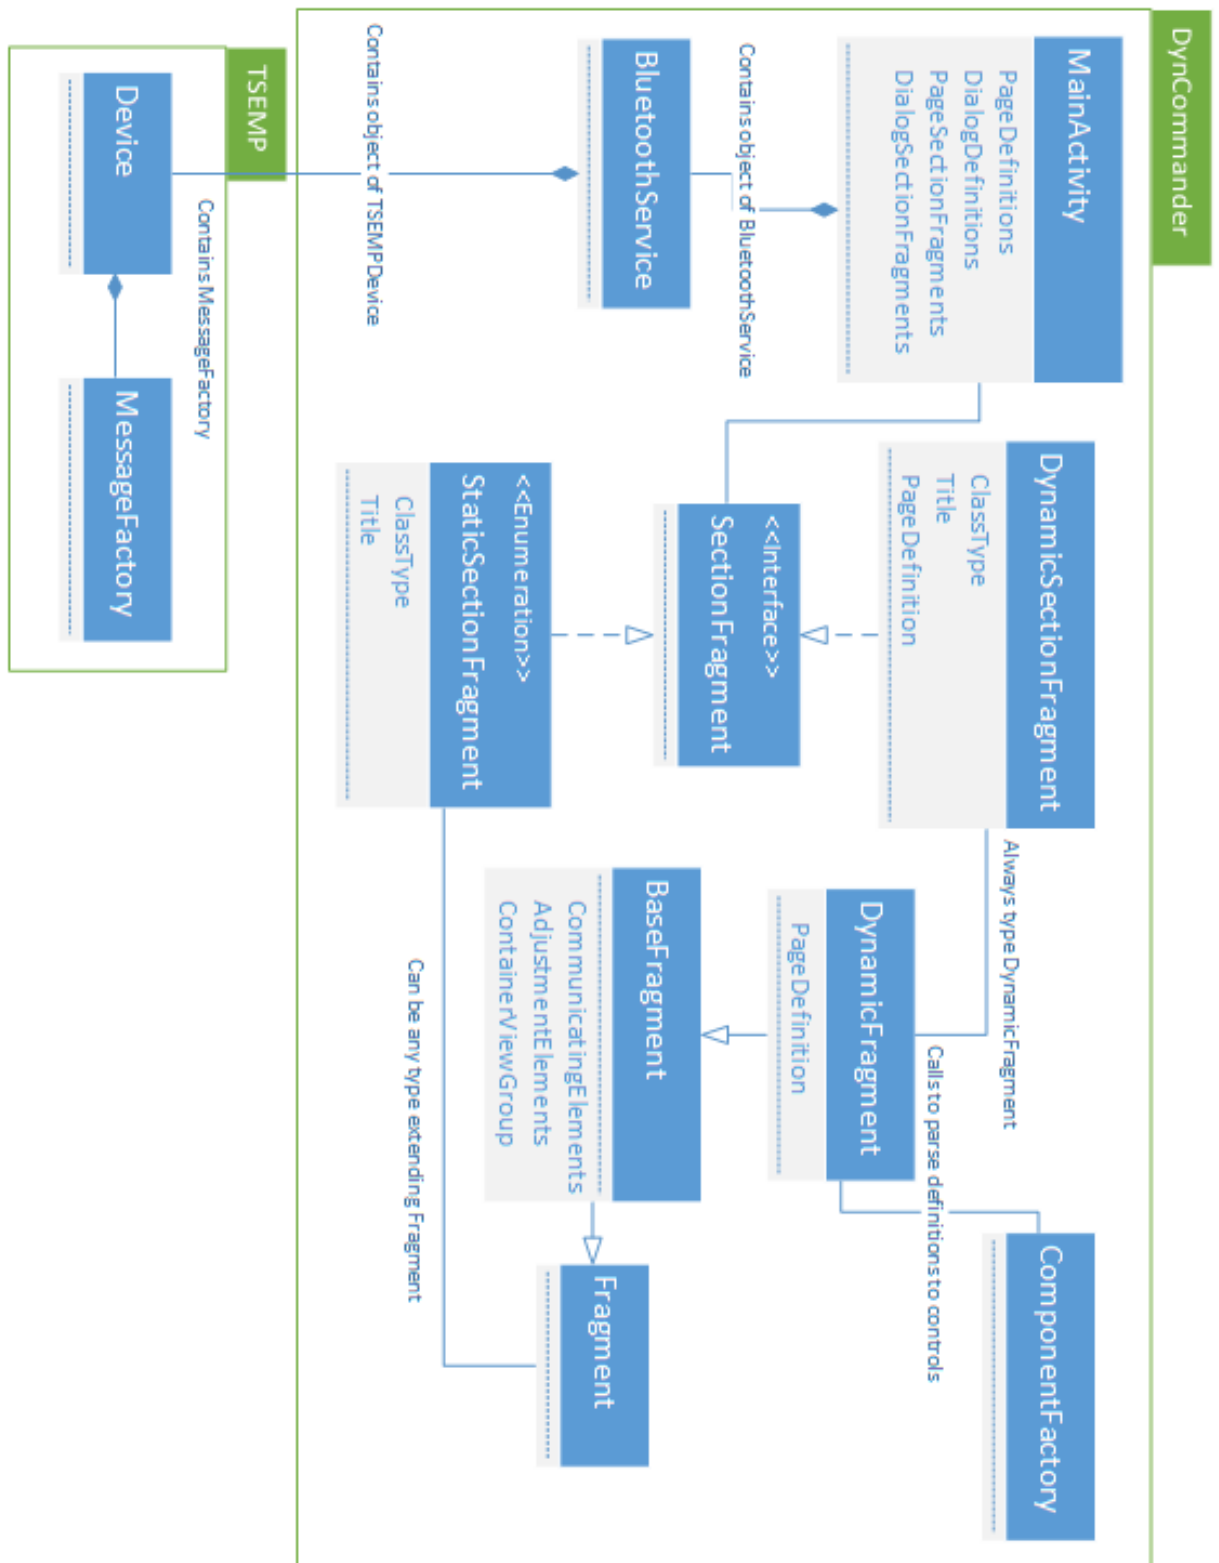 DynCommander
MainActivity
PageDefinitions
DialogDefinitions
PageSectionFragments
DialogSectionFragments
DynamicSectionFragment
ClassType
Title
PageDefinition
Always type DynamicFragment
ComponentFactory
Calls to parse definitions to controls
DynamicFragment
PageDefinition
Contains object of BluetoothService
<<Interface>>
SectionFragment
BluetoothService
BaseFragment
CommunicatingElements
AdjustmentElements
ContainerViewGroup
Fragment
<<Enumeration>>
StaticSectionFragment
ClassType
Title
Can be any type extending Fragment
Contains object of TSEMPDevice
TSEMP
Contains MessageFactory
Device
MessageFactory